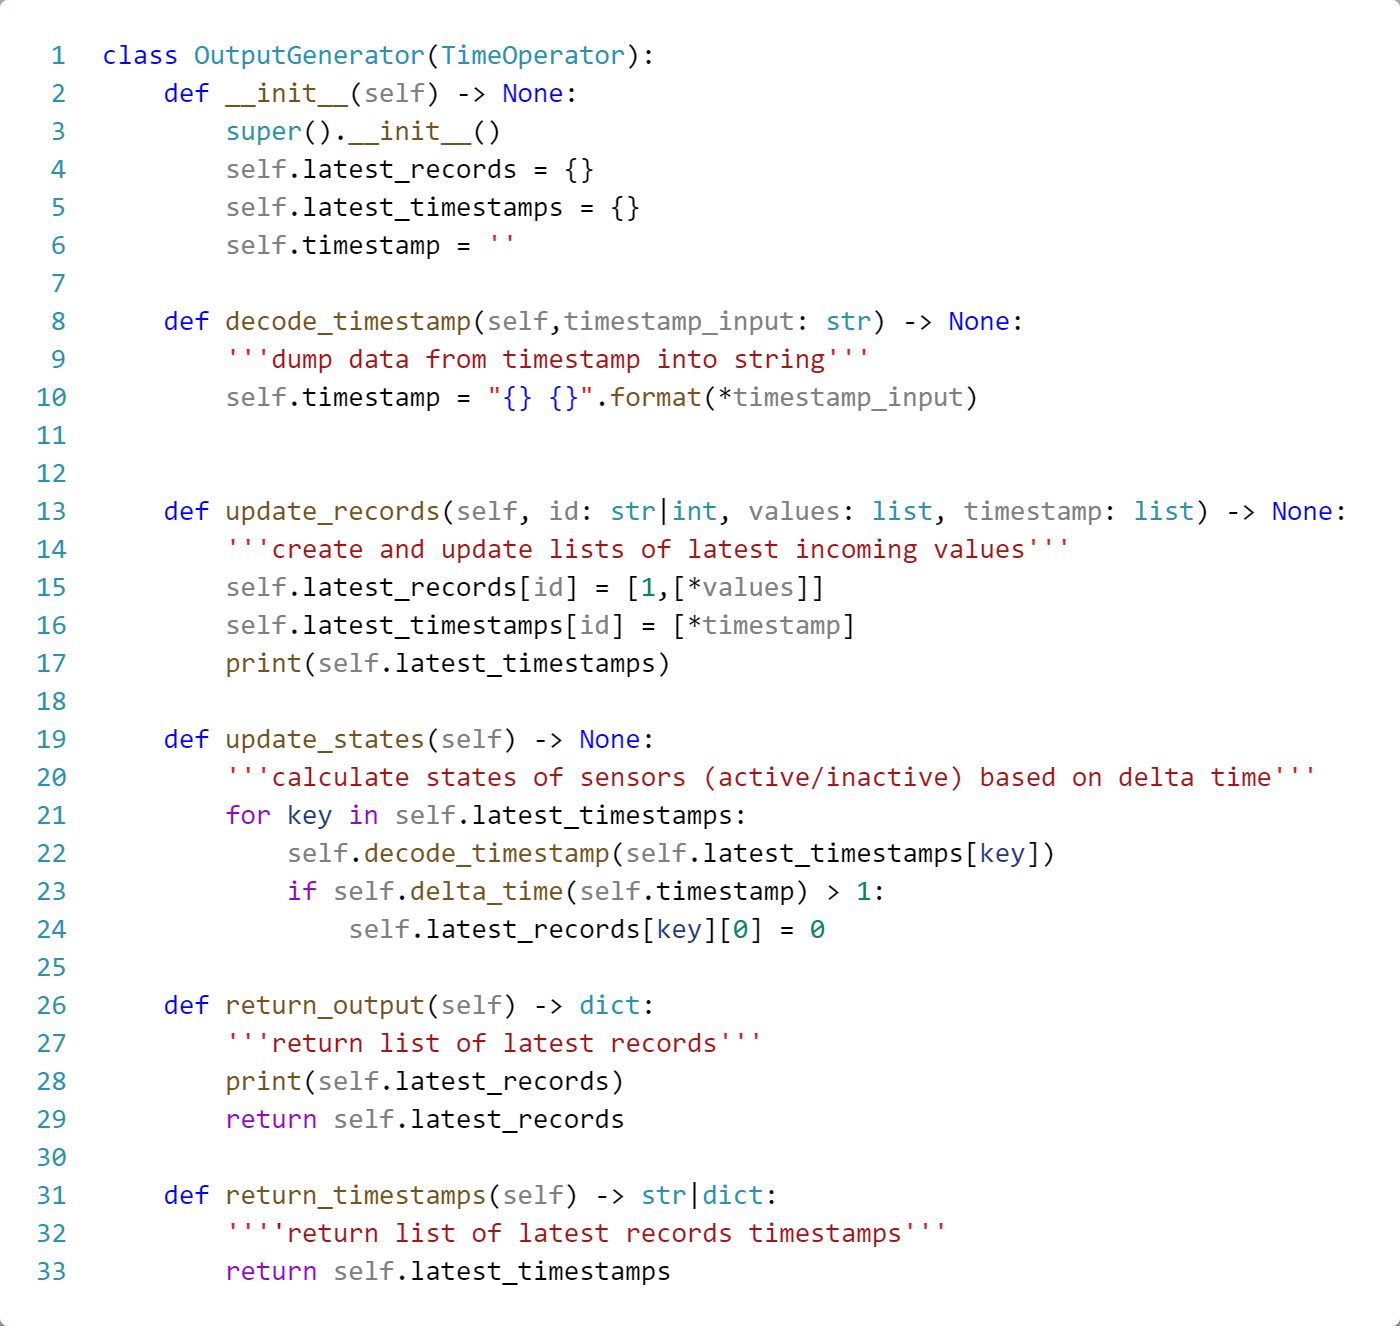 1 class OutputGenerator(TimeOperator):
2     def __init__(self) -> None:
3         super().__init__()
4         self.latest_records = {}
5         self.latest_timestamps = {}
6         self.timestamp = ''
7
8     def decode_timestamp(self,timestamp_input: str) -> None:
9         '''dump data from timestamp into string'''
10         self.timestamp = "{} {}".format(*timestamp_input)
11
12
13     def update_records(self, id: str|int, values: list, timestamp: list) -> None:
14         '''create and update lists of latest incoming values'''
15         self.latest_records[id] = [1,[*values]]
16         self.latest_timestamps[id] = [*timestamp]
17         print(self.latest_timestamps)
18
19     def update_states(self) -> None:
20         '''calculate states of sensors (active/inactive) based on delta time'''
21         for key in self.latest_timestamps:
22             self.decode_timestamp(self.latest_timestamps[key])
23             if self.delta_time(self.timestamp) > 1:
24                 self.latest_records[key][0] = 0
25
26     def return_output(self) -> dict:
27         '''return list of latest records'''
28         print(self.latest_records)
29         return self.latest_records
30
31     def return_timestamps(self) -> str|dict:
32         ''''return list of latest records timestamps'''
33         return self.latest_timestamps